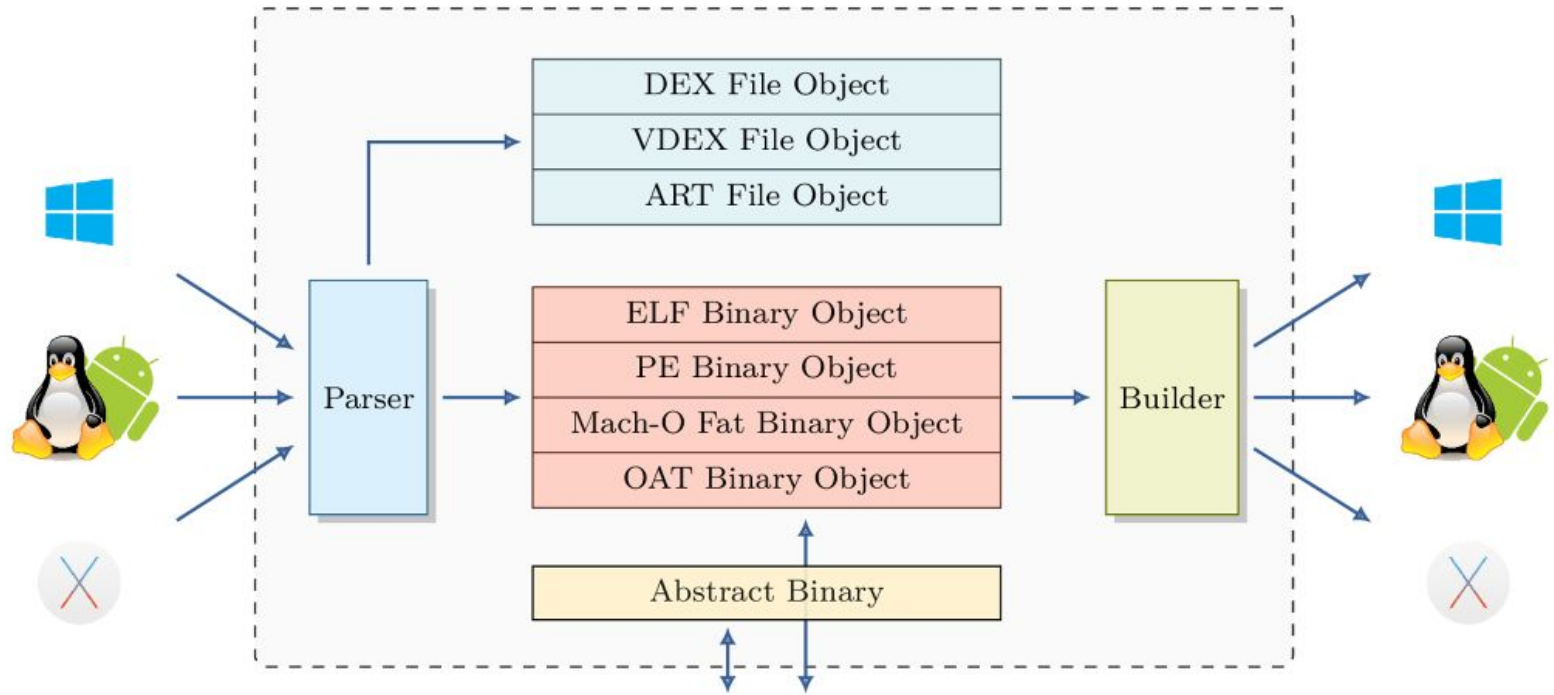 DEX File Object
VDEX File Object
ART File Object
Parser
ELF Binary Object
PE Binary Object
Mach-O Fat Binary Object
OAT Binary Object
Builder
Abstract Binary